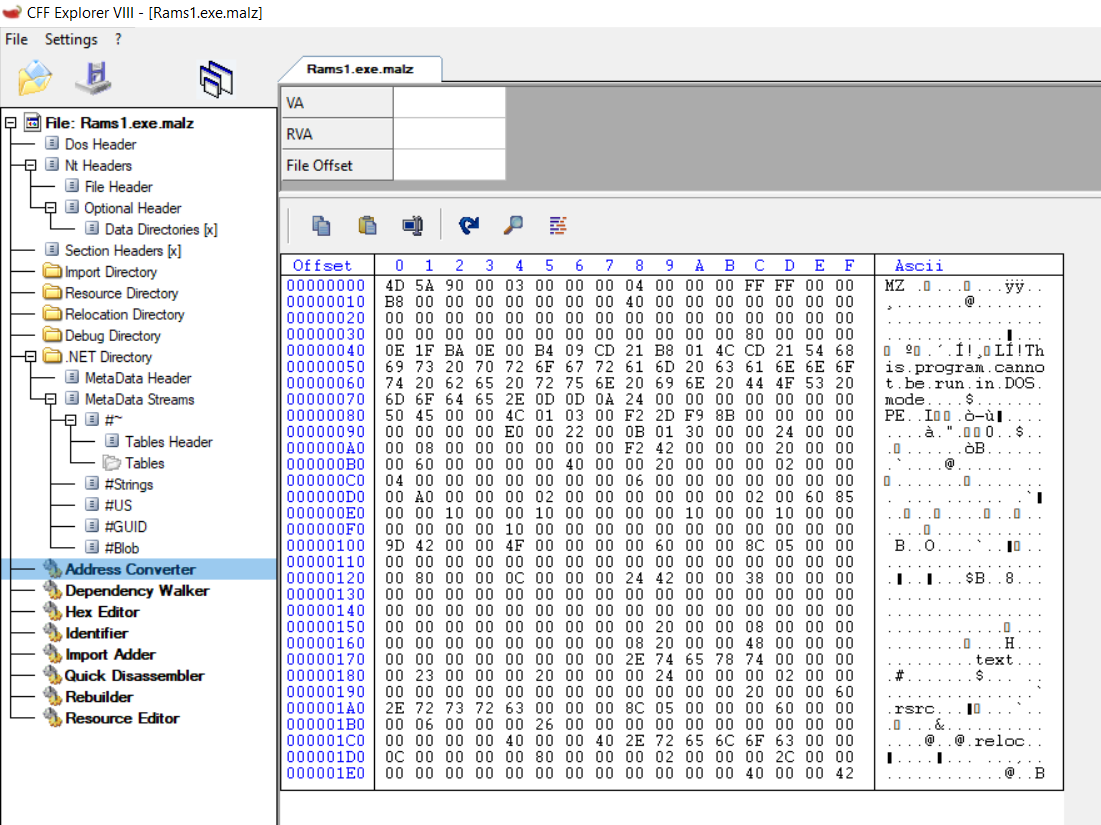 CFF Explorer VIII - [Rams1.exe.malz]
File Settings ?
Rams1.exe.malz
VA
RVA
File Offset
File: Rams1.exe.malz
Dos Header
Nt Headers
File Header
Optional Header
Data Directories [x]
Section Headers [x]
Import Directory
Resource Directory
Relocation Directory
Debug Directory
.NET Directory
MetaData Header
MetaData Streams
#~
Tables Header
Tables
#Strings
#US
#GUID
#Blob
Address Converter
Dependency Walker
Hex Editor
Identifier
Import Adder
Quick Disassembler
Rebuilder
Resource Editor
Offset 0 1 2 3 4 5 6 7 8 9 A B C D E F Ascii
00000000 4D 5A 90 00 03 00 00 00 04 00 00 00 FF FF 00 00 MZ ......ÿÿ..
00000010 B8 00 00 00 00 00 00 00 40 00 00 00 00 00 00 00 ¸.......@.......
00000020 00 00 00 00 00 00 00 00 00 00 00 00 00 00 00 00 ................
00000030 00 00 00 00 00 00 00 00 00 00 00 00 80 00 00 00
00000040 0E 1F BA 0E 00 B4 09 CD 21 B8 01 4C CD 21 54 68 º.´.Í!¸LÍ!Th
00000050 69 73 20 70 72 6F 67 72 61 6D 20 63 61 6E 6E 6F is.program.canno
00000060 74 20 62 65 20 72 75 6E 20 69 6E 20 44 4F 53 20 t.be.run.in.DOS.
00000070 6D 6F 64 65 2E 0D 0D 0A 24 00 00 00 00 00 00 00 mode....$.......
00000080 50 45 00 00 4C 01 03 00 F2 2D F9 8B 00 00 00 00 PE..L ò-ù....
00000090 00 00 00 00 E0 00 22 00 0B 01 30 00 00 24 00 00 ....à.". 0..$..
000000A0 00 08 00 00 00 00 00 00 F2 42 00 00 00 20 00 00 òB
000000B0 00 60 00 00 00 00 40 00 00 20 00 00 00 02 00 00 .`....@
000000C0 04 00 00 00 00 00 00 00 06 00 00 00 00 00 00 00
000000D0 00 A0 00 00 00 02 00 00 00 00 00 00 02 00 60 85 `
000000E0 00 00 10 00 00 10 00 00 00 00 10 00 00 10 00 00
000000F0 00 00 00 00 10 00 00 00 00 00 00 00 00 00 00 00
00000100 9D 42 00 00 4F 00 00 00 00 60 00 00 8C 05 00 00 B..O....`..
00000110 00 00 00 00 00 00 00 00 00 00 00 00 00 00 00 00 ................
00000120 00 80 00 00 0C 00 00 00 24 42 00 00 38 00 00 00 $B..8...
00000130 00 00 00 00 00 00 00 00 00 00 00 00 00 00 00 00 ................
00000140 00 00 00 00 00 00 00 00 00 00 00 00 00 00 00 00 ................
00000150 00 00 00 00 00 00 00 00 00 20 00 00 08 00 00 00
00000160 00 00 00 00 00 00 00 00 08 20 00 00 48 00 00 00 H...
00000170 00 00 00 00 00 00 00 00 2E 74 65 78 74 00 00 00 text...
00000180 00 23 00 00 00 20 00 00 00 24 00 00 00 02 00 00 .# $
00000190 00 00 00 00 00 00 00 00 00 00 00 00 20 00 00 60 ...............`
000001A0 2E 72 73 72 63 00 00 00 8C 05 00 00 00 60 00 00 .rsrc... `..
000001B0 00 06 00 00 00 26 00 00 00 00 00 00 00 00 00 00 &
000001C0 00 00 00 00 40 00 00 40 2E 72 65 6C 6F 63 00 00 ....@..@.reloc..
000001D0 0C 00 00 00 00 80 00 00 00 02 00 00 00 2C 00 00
000001E0 00 00 00 00 00 00 00 00 00 00 00 00 40 00 00 42 ............@..B